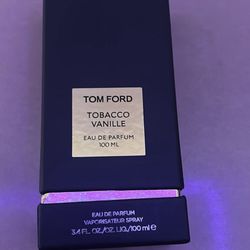 TOM FORD
TOBACCO
VANILLE
EAU DE PARFUM
100 ML
EAU DE PARFUM
VAPORISATEUR SPRAY
3.4 FL. OZ./OZ. LIQ./100 ml ℮